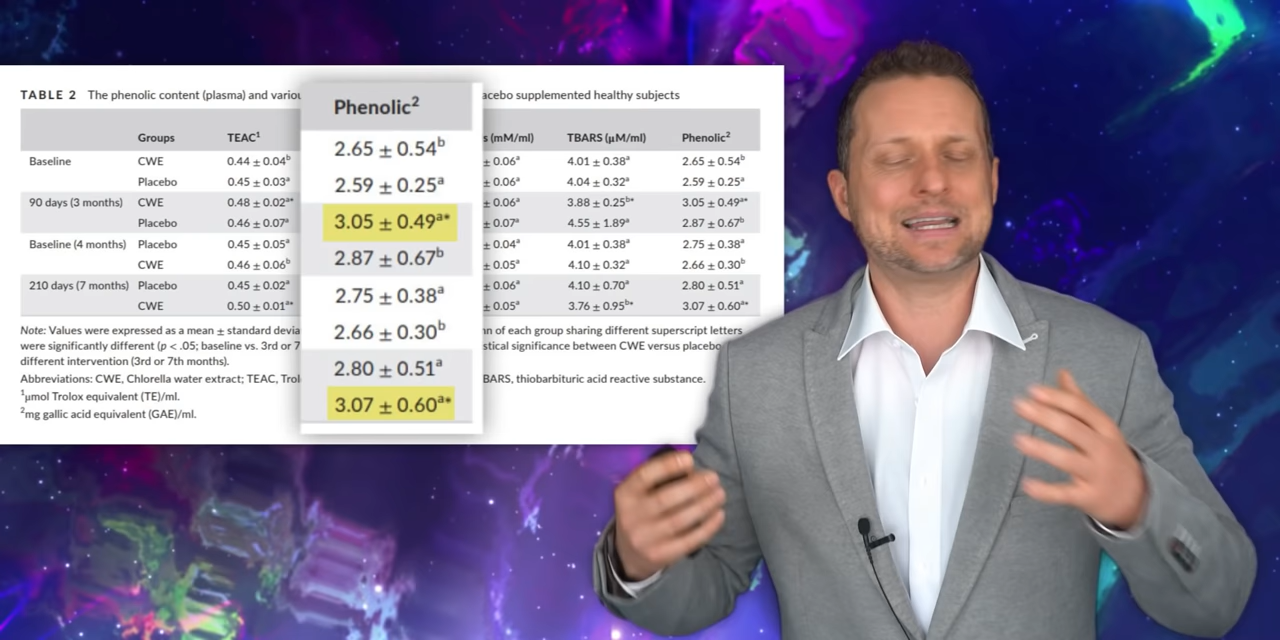 TABLE 2 The phenolic content (plasma) and acebo supplemented healthy subjects
Groups TEAC¹ (mM/ml) TBARS (μM/ml) Phenolic²
Baseline CWE 0.44 ± 0.04ᵇ ± 0.06ᵃ 4.01 ± 0.38ᵃ 2.65 ± 0.54ᵇ
Placebo 0.45 ± 0.03ᵃ ± 0.06ᵃ 4.04 ± 0.32ᵃ 2.59 ± 0.25ᵃ
90 days (3 months) CWE 0.48 ± 0.02ᵃ* ± 0.06ᵃ 3.88 ± 0.25ᵇ* 3.05 ± 0.49ᵃ*
Placebo 0.46 ± 0.07ᵃ ± 0.07ᵃ 4.55 ± 1.89ᵃ 2.87 ± 0.67ᵇ
Baseline (4 months) Placebo 0.45 ± 0.05ᵃ ± 0.04ᵃ 4.01 ± 0.38ᵃ 2.75 ± 0.38ᵃ
CWE 0.46 ± 0.06ᵇ ± 0.05ᵃ 4.10 ± 0.32ᵃ 2.66 ± 0.30ᵇ
210 days (7 months) Placebo 0.45 ± 0.02ᵃ ± 0.06ᵃ 4.10 ± 0.70ᵃ 2.80 ± 0.51ᵃ
CWE 0.50 ± 0.01ᵃ* ± 0.05ᵃ 3.76 ± 0.95ᵇ* 3.07 ± 0.60ᵃ*
Note: Values were expressed as a mean ± standard of each group sharing different superscript letters
were significantly different (p < .05; baseline vs. 3rd or 7 significance between CWE versus placebo
different intervention (3rd or 7th months).
Abbreviations: CWE, Chlorella water extract; TEAC, BARS, thiobarbituric acid reactive substance.
¹μmol Trolox equivalent (TE)/ml.
²mg gallic acid equivalent (GAE)/ml.
Phenolic²
2.65 ± 0.54ᵇ
2.59 ± 0.25ᵃ
3.05 ± 0.49ᵃ*
2.87 ± 0.67ᵇ
2.75 ± 0.38ᵃ
2.66 ± 0.30ᵇ
2.80 ± 0.51ᵃ
3.07 ± 0.60ᵃ*